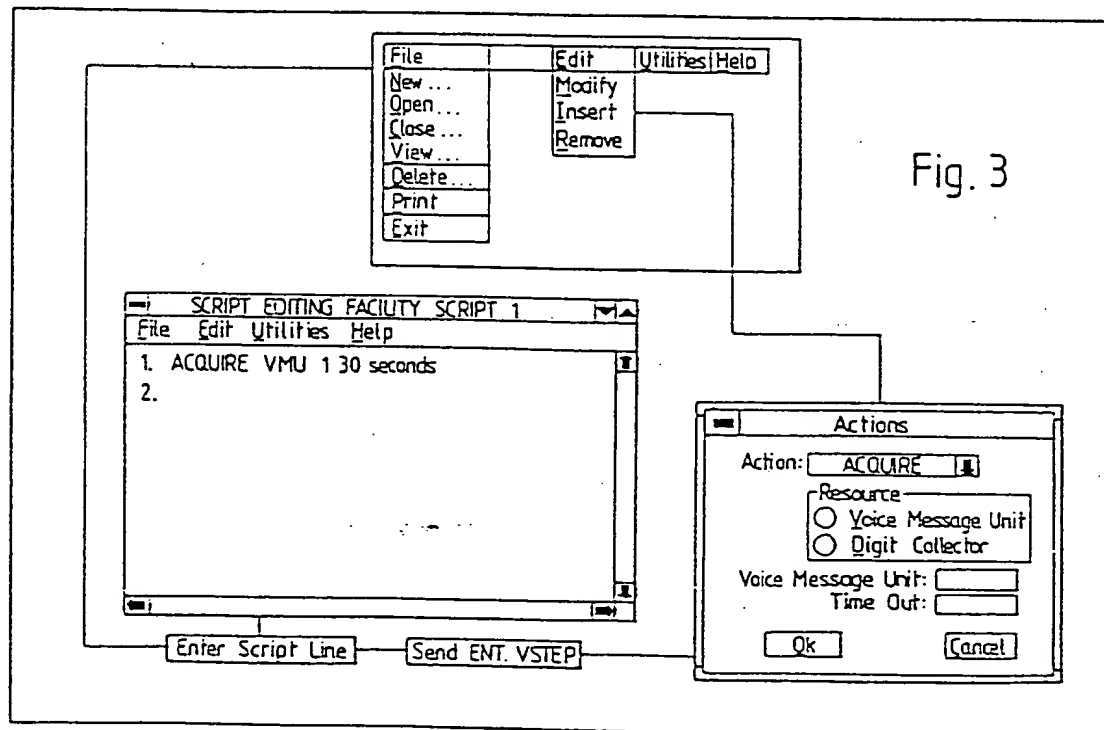 File Edit Utilities Help
New...
Open...
Close...
View...
Delete...
Print
Exit
Modify
Insert
Remove
Fig. 3
SCRIPT EDITING FACILITY SCRIPT 1
File Edit Utilities Help
1. ACQUIRE VMU 1 30 seconds
2.
Actions
Action: ACQUIRE
Resource
Voice Message Unit
Digit Collector
Voice Message Unit:
Time Out:
Ok Cancel
Enter Script Line
Send ENT. VSTEP